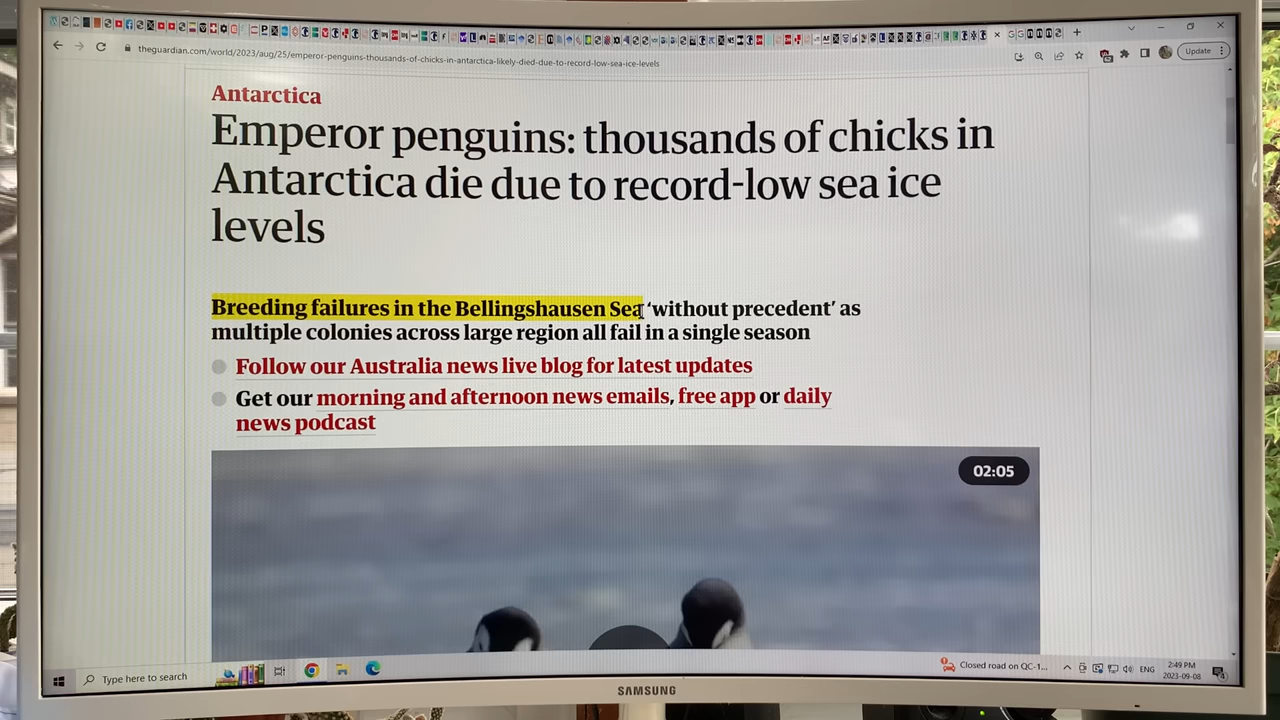 theguardian.com/world/2023/aug/25/emperor-penguins-thousands-of-chicks-in-antarctica-likely-died-due-to-record-low-sea-ice-levels
Update
Antarctica
Emperor penguins: thousands of chicks in
Antarctica die due to record-low sea ice
levels
Breeding failures in the Bellingshausen Sea ‘without precedent’ as
multiple colonies across large region all fail in a single season
Follow our Australia news live blog for latest updates
Get our morning and afternoon news emails, free app or daily
news podcast
02:05
Type here to search
Closed road on QC-1...
ENG
2:49 PM
2023-09-08
SAMSUNG